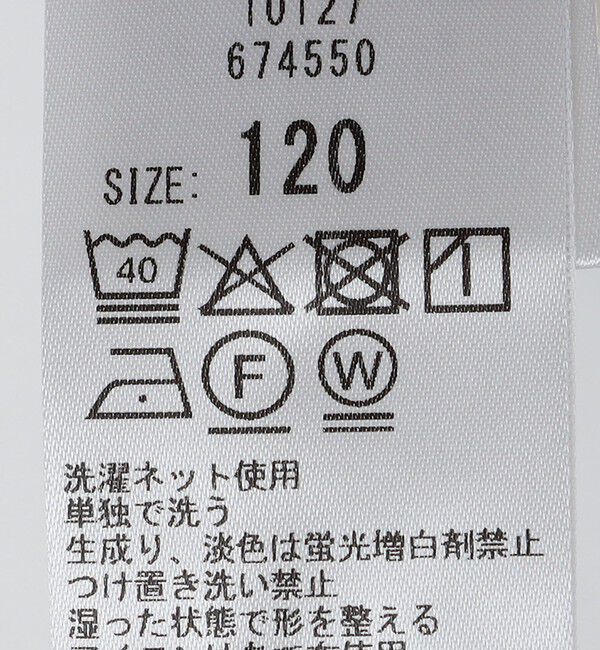 10127
674550
SIZE: 120
40
F W
洗濯ネット使用
単独で洗う
生成り、淡色は蛍光増白剤禁止
つけ置き洗い禁止
湿った状態で形を整える